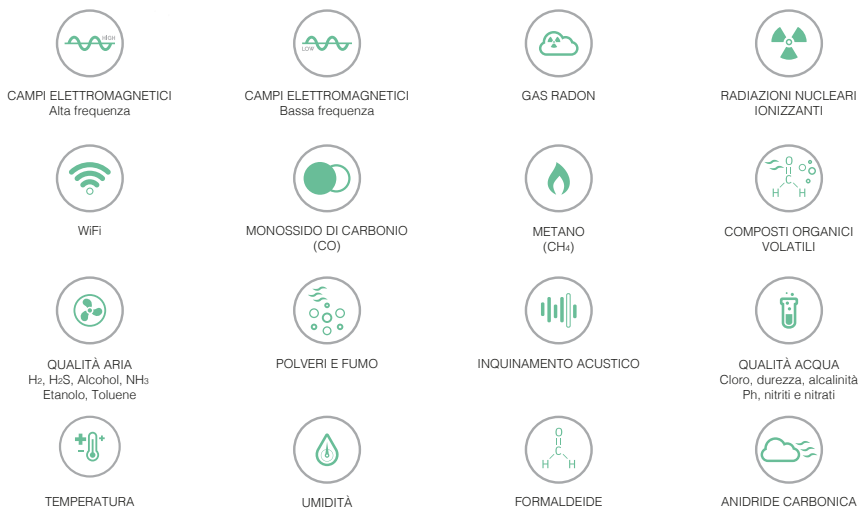 HIGH
CAMPI ELETTROMAGNETICI
Alta frequenza
LOW
CAMPI ELETTROMAGNETICI
Bassa frequenza
GAS RADON
RADIAZIONI NUCLEARI
IONIZZANTI
WiFi
MONOSSIDO DI CARBONIO
(CO)
METANO
(CH4)
O
C
H H
COMPOSTI ORGANICI
VOLATILI
QUALITÀ ARIA
H2, H2S, Alcohol, NH3
Etanolo, Toluene
POLVERI E FUMO
INQUINAMENTO ACUSTICO
QUALITÀ ACQUA
Cloro, durezza, alcalinità
Ph, nitriti e nitrati
TEMPERATURA
UMIDITÀ
O
C
H H
FORMALDEIDE
ANIDRIDE CARBONICA